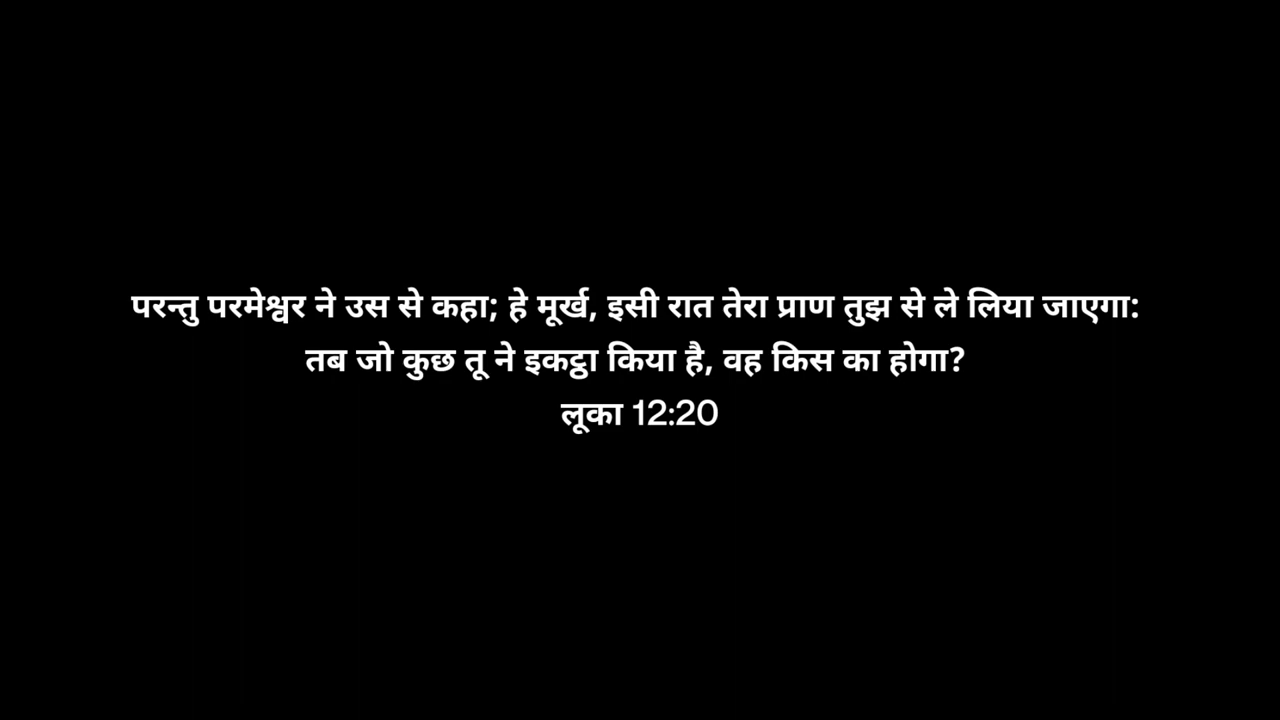 परन्तु परमेश्वर ने उस से कहा; हे मूर्ख, इसी रात तेरा प्राण तुझ से ले लिया जाएगा:
तब जो कुछ तू ने इकट्ठा किया है, वह किस का होगा?
लूका 12:20